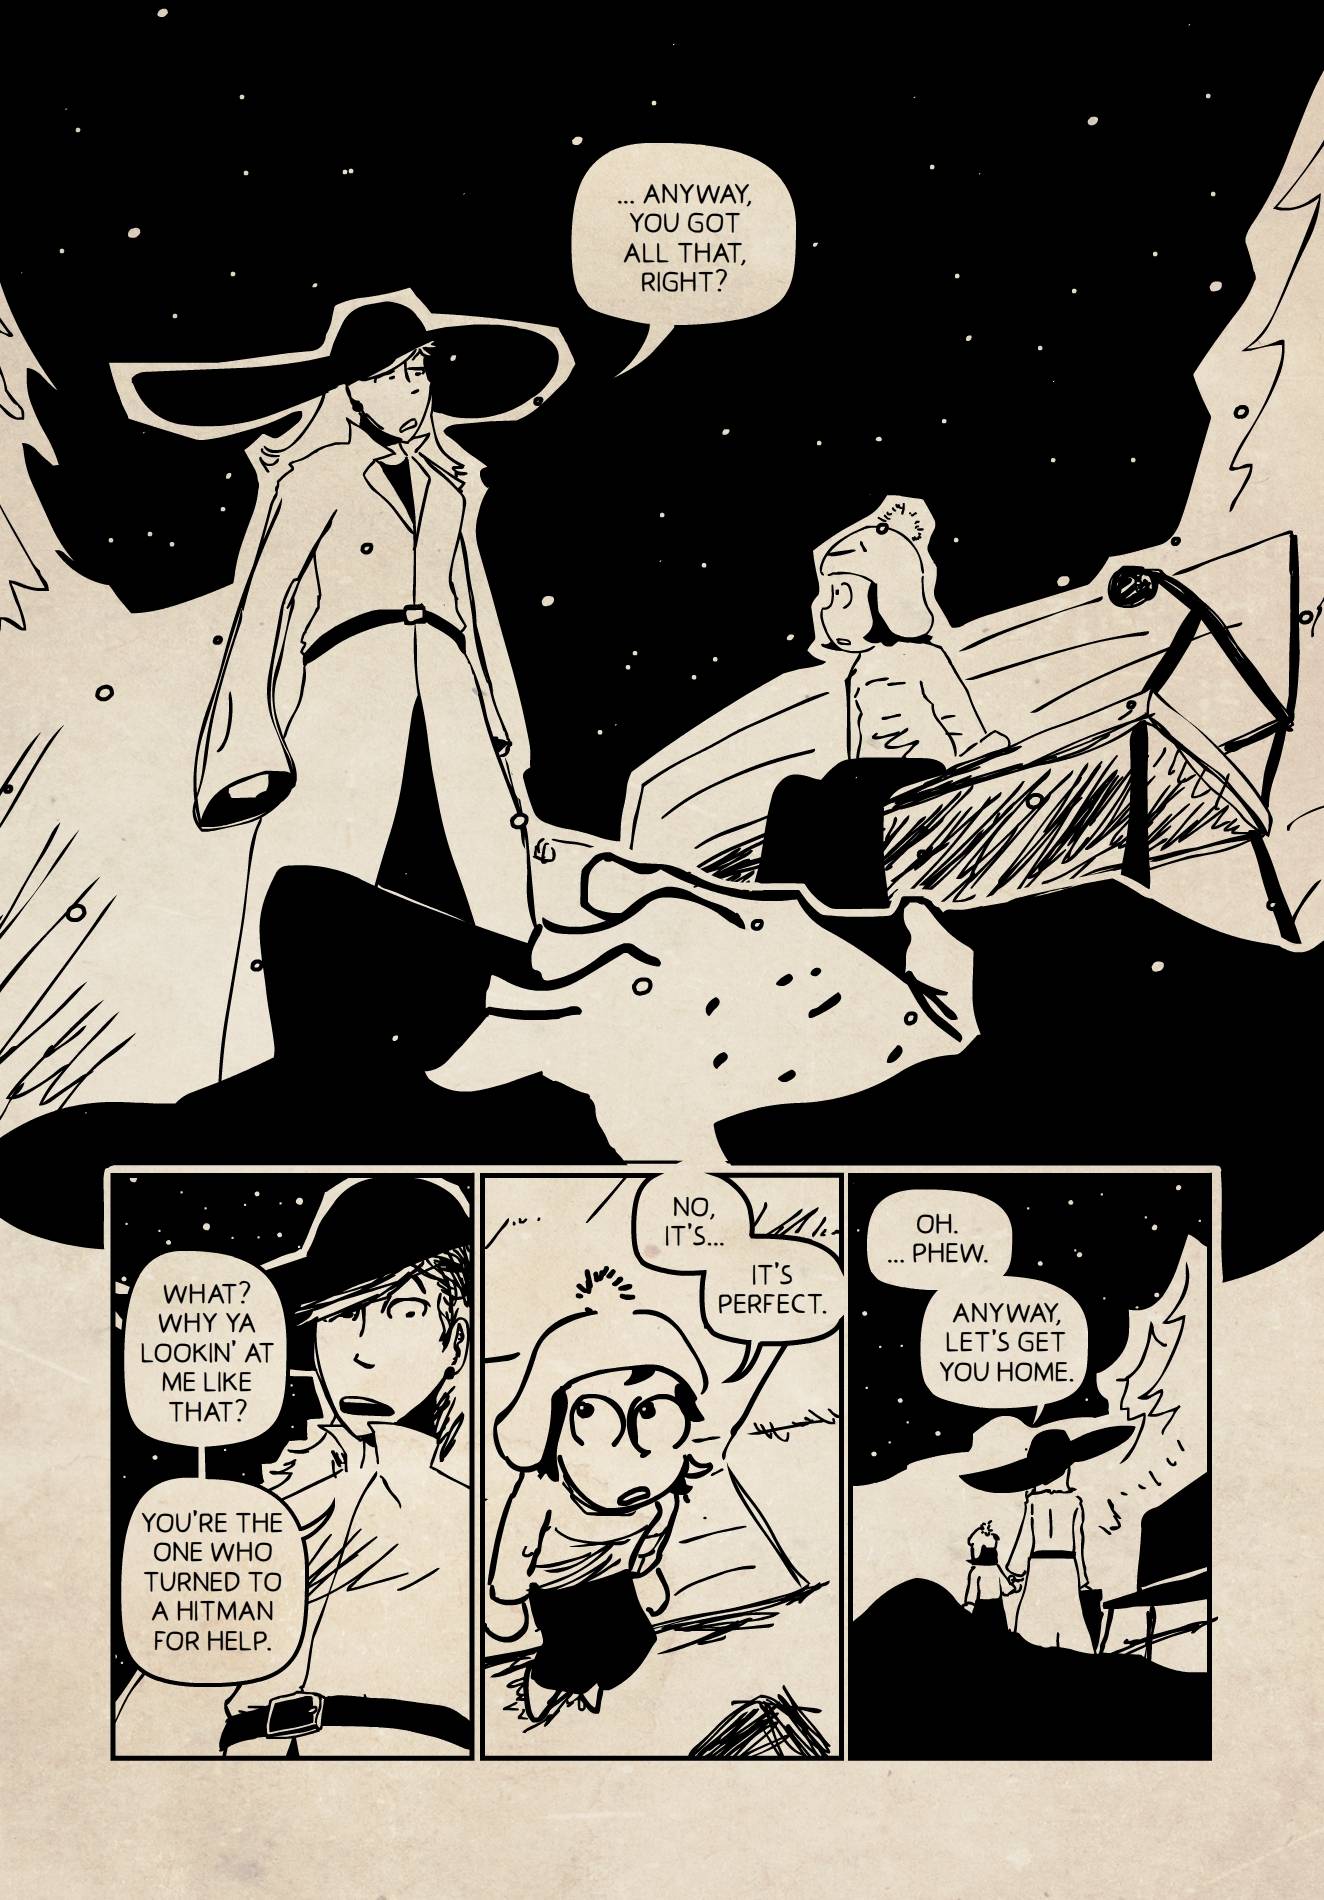 ... ANYWAY,
YOU GOT
ALL THAT,
RIGHT?
WHAT?
WHY YA
LOOKIN' AT
ME LIKE
THAT?
YOU'RE THE
ONE WHO
TURNED TO
A HITMAN
FOR HELP.
NO,
IT'S...
IT'S
PERFECT.
OH.
... PHEW.
ANYWAY,
LET'S GET
YOU HOME.